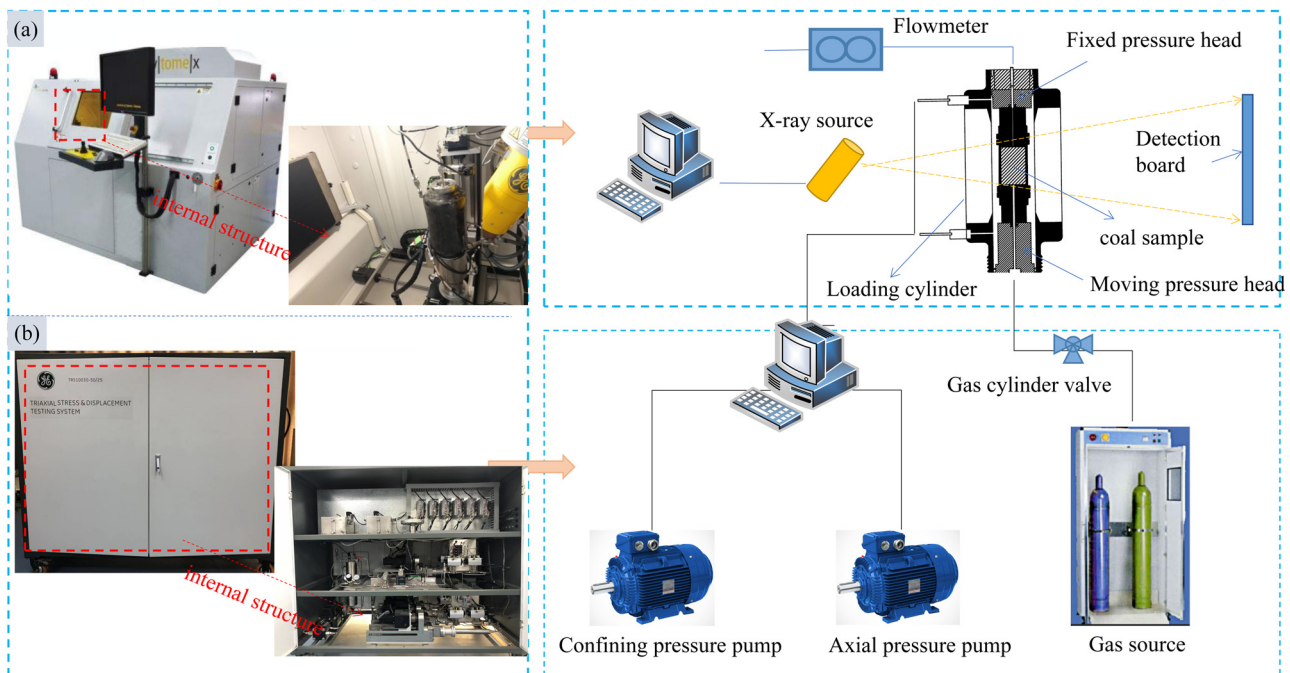 (a)
y|tome|x
internal structure
Flowmeter
Fixed pressure head
X-ray source
Detection
board
coal sample
Loading cylinder
Moving pressure head
(b)
TRIAXIAL STRESS & DISPLACEMENT
TESTING SYSTEM
internal structure
Gas cylinder valve
Confining pressure pump
Axial pressure pump
Gas source